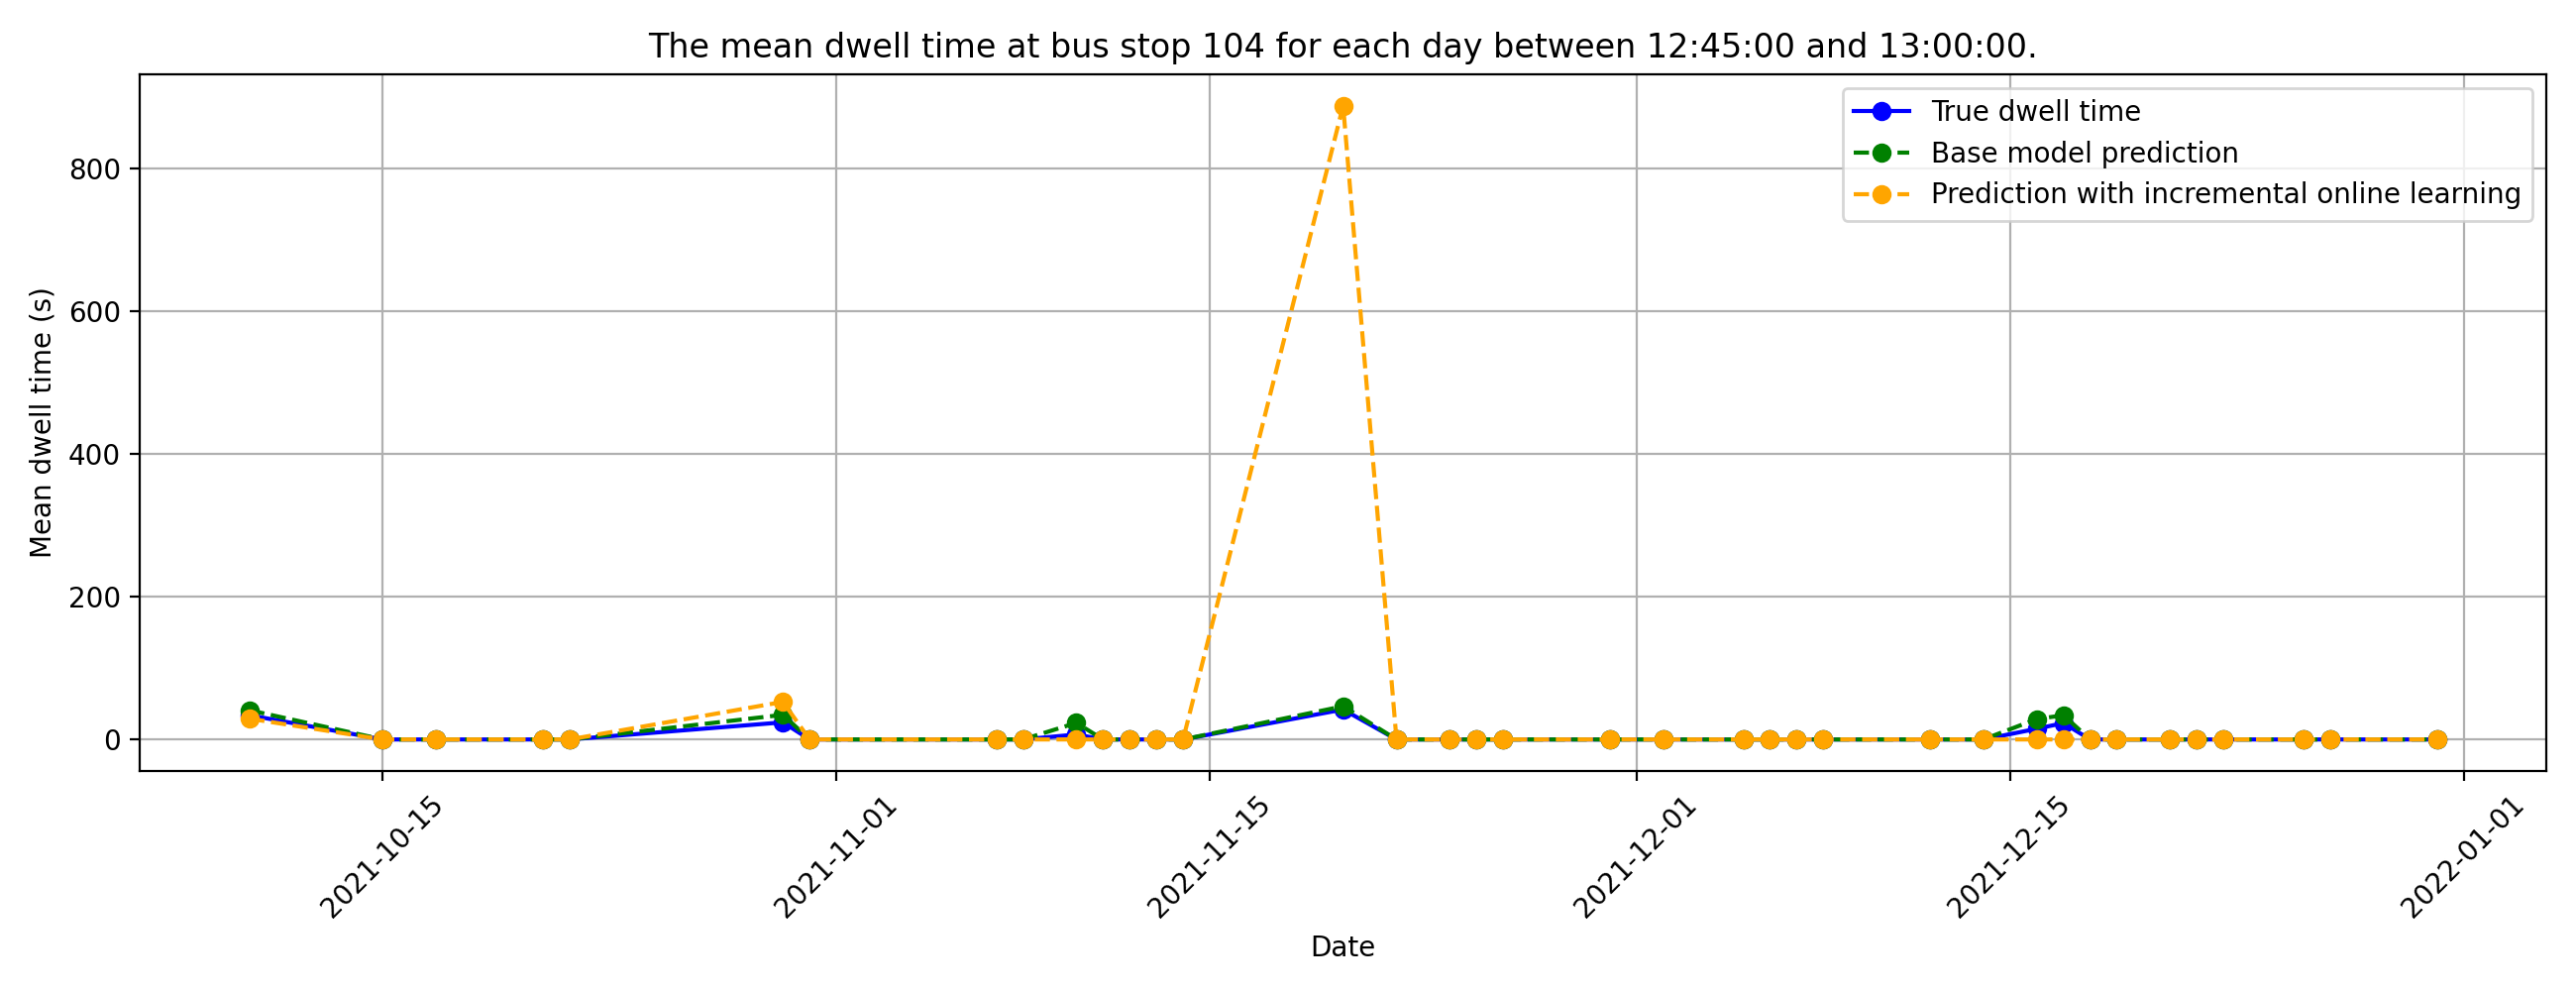 The mean dwell time at bus stop 104 for each day between 12:45:00 and 13:00:00.
True dwell time
Base model prediction
Prediction with incremental online learning
Mean dwell time (s)
800
600
400
200
0
2021-10-15
2021-11-01
2021-11-15
2021-12-01
2021-12-15
2022-01-01
Date